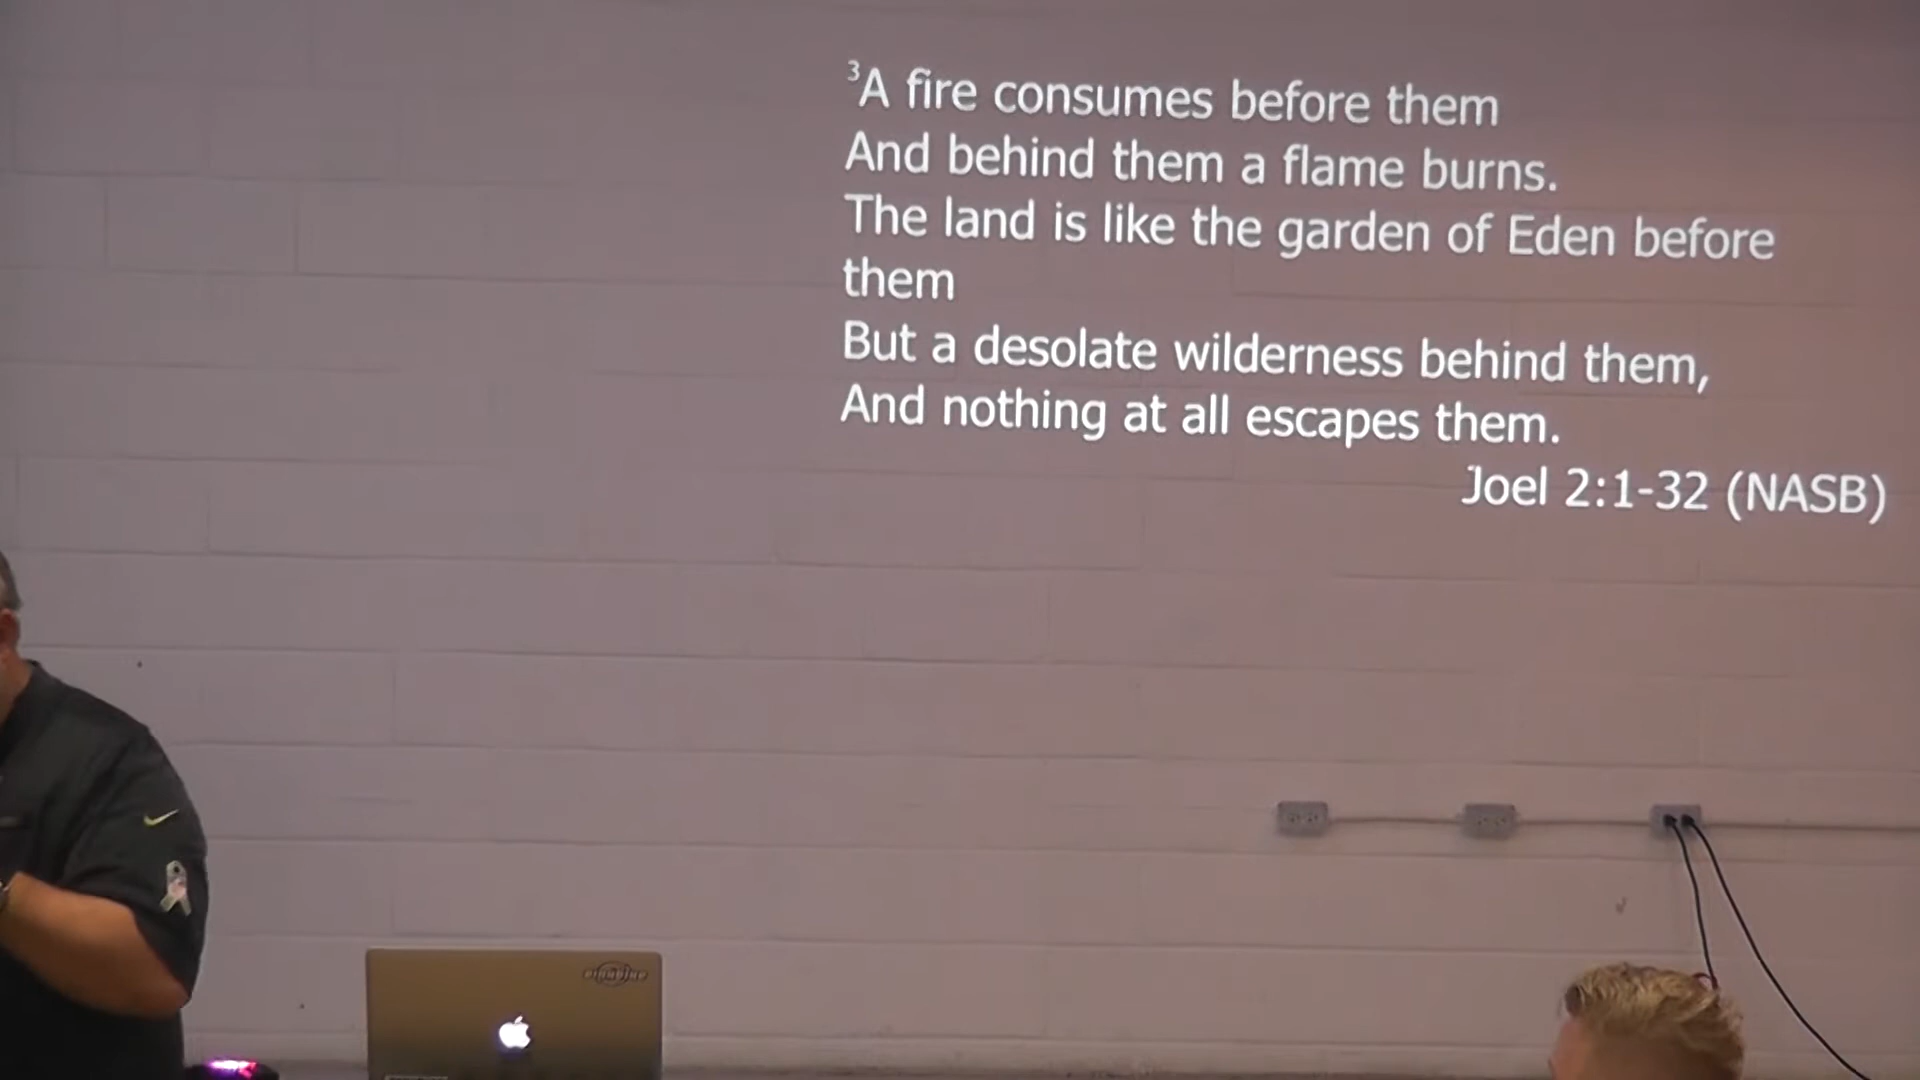 ³A fire consumes before them
And behind them a flame burns.
The land is like the garden of Eden before
them
But a desolate wilderness behind them,
And nothing at all escapes them.
Joel 2:1-32 (NASB)